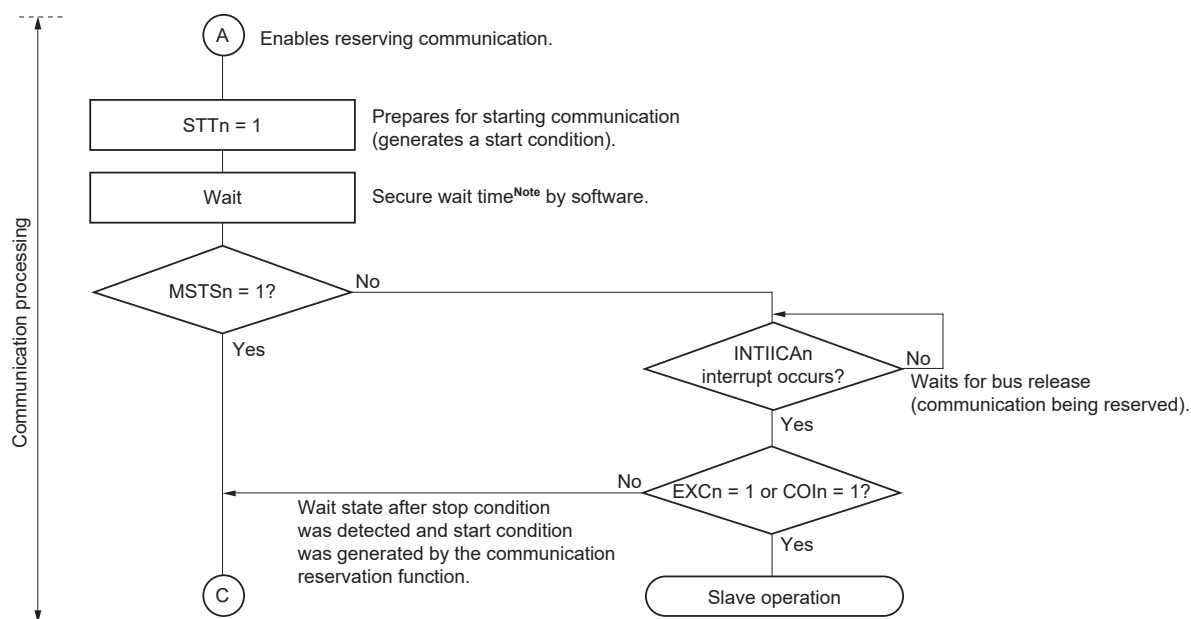 A
Enables reserving communication.
STTn = 1
Prepares for starting communication
(generates a start condition).
Wait
Secure wait timeNote by software.
Communication processing
MSTSn = 1?
No
Yes
INTIICAn
interrupt occurs?
No
Waits for bus release
(communication being reserved).
Yes
EXCn = 1 or COIn = 1?
No
Wait state after stop condition
was detected and start condition
was generated by the communication
reservation function.
Yes
C
Slave operation